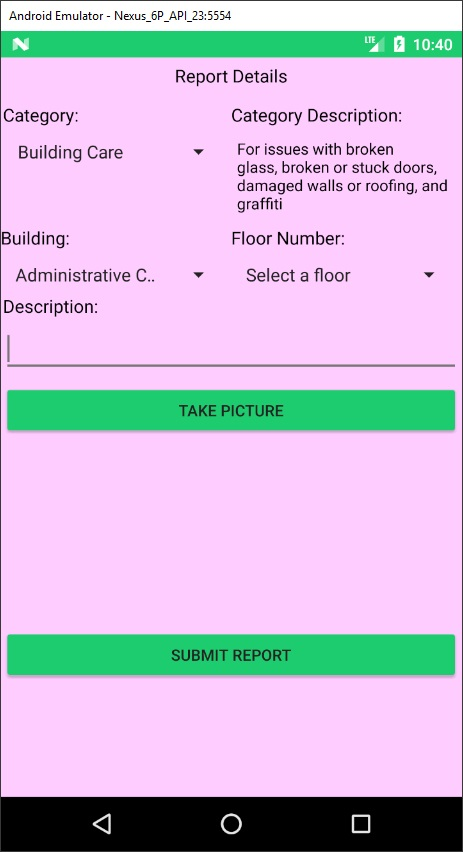 Android Emulator - Nexus_6P_API_23:5554
LTE 10:40
Report Details
Category: Category Description:
Building Care
For issues with broken
glass, broken or stuck doors,
damaged walls or roofing, and
graffiti
Building: Floor Number:
Administrative C.. Select a floor
Description:
TAKE PICTURE
SUBMIT REPORT